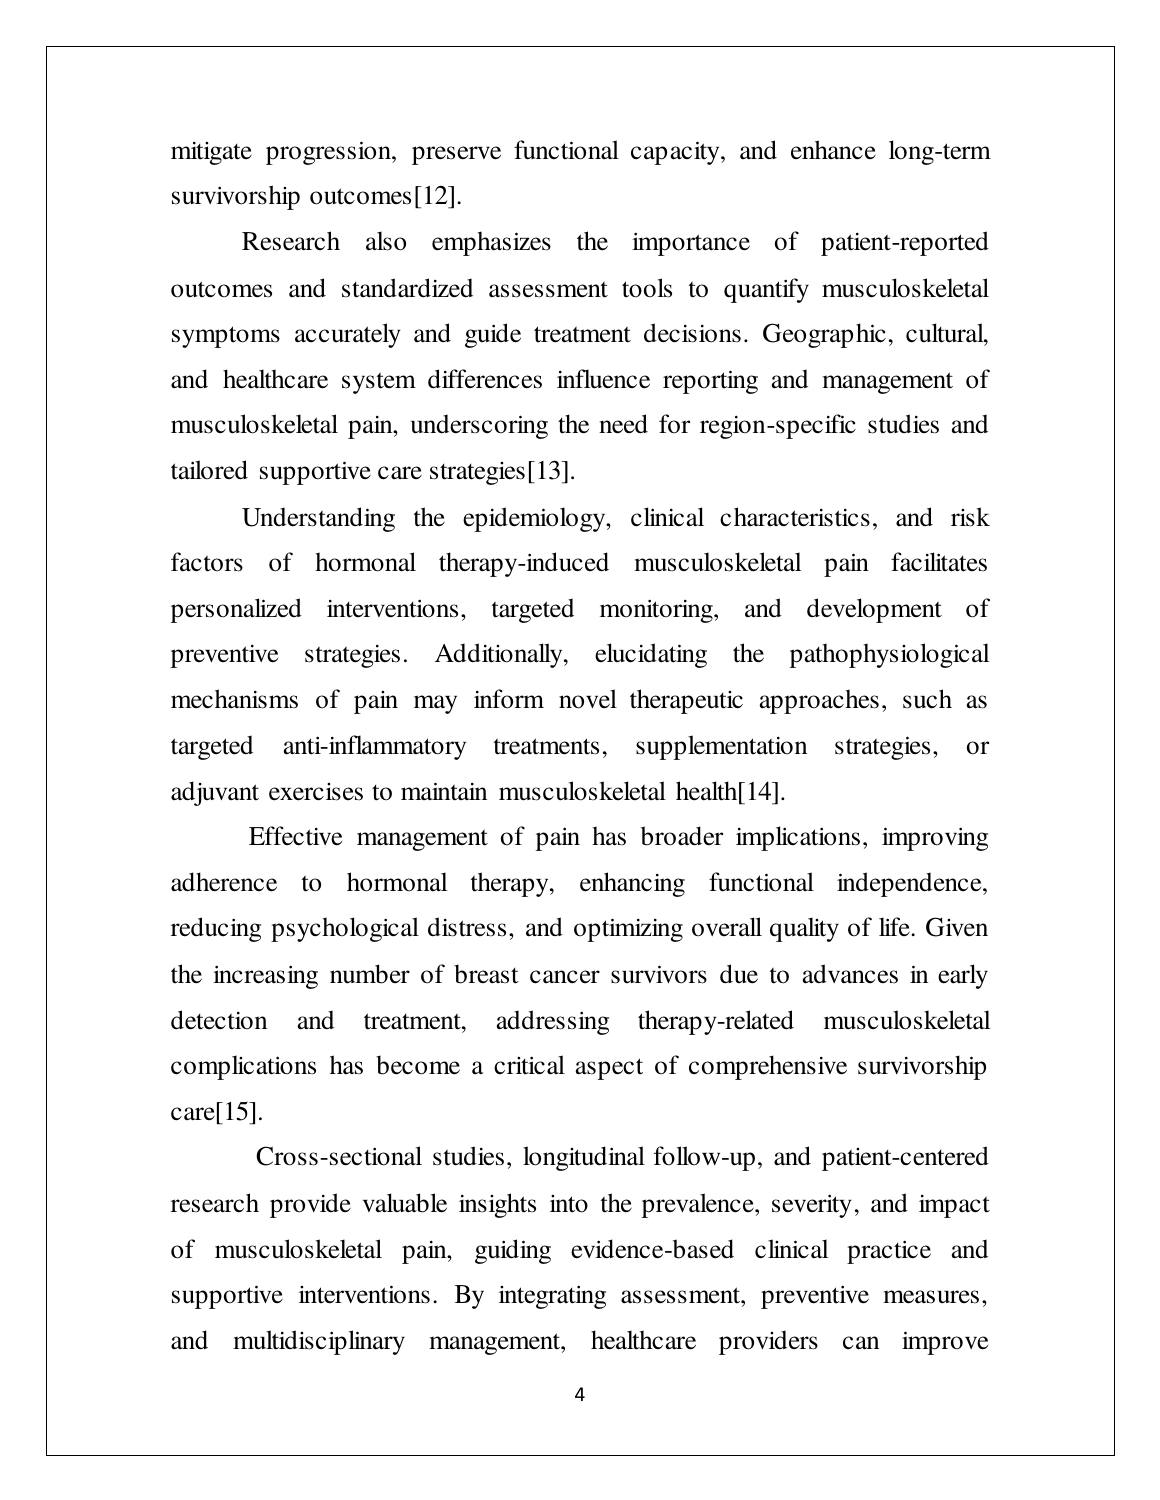 mitigate progression, preserve functional capacity, and enhance long-term
survivorship outcomes[12].
Research also emphasizes the importance of patient-reported
outcomes and standardized assessment tools to quantify musculoskeletal
symptoms accurately and guide treatment decisions. Geographic, cultural,
and healthcare system differences influence reporting and management of
musculoskeletal pain, underscoring the need for region-specific studies and
tailored supportive care strategies[13].
Understanding the epidemiology, clinical characteristics, and risk
factors of hormonal therapy-induced musculoskeletal pain facilitates
personalized interventions, targeted monitoring, and development of
preventive strategies. Additionally, elucidating the pathophysiological
mechanisms of pain may inform novel therapeutic approaches, such as
targeted anti-inflammatory treatments, supplementation strategies, or
adjuvant exercises to maintain musculoskeletal health[14].
Effective management of pain has broader implications, improving
adherence to hormonal therapy, enhancing functional independence,
reducing psychological distress, and optimizing overall quality of life. Given
the increasing number of breast cancer survivors due to advances in early
detection and treatment, addressing therapy-related musculoskeletal
complications has become a critical aspect of comprehensive survivorship
care[15].
Cross-sectional studies, longitudinal follow-up, and patient-centered
research provide valuable insights into the prevalence, severity, and impact
of musculoskeletal pain, guiding evidence-based clinical practice and
supportive interventions. By integrating assessment, preventive measures,
and multidisciplinary management, healthcare providers can improve
4